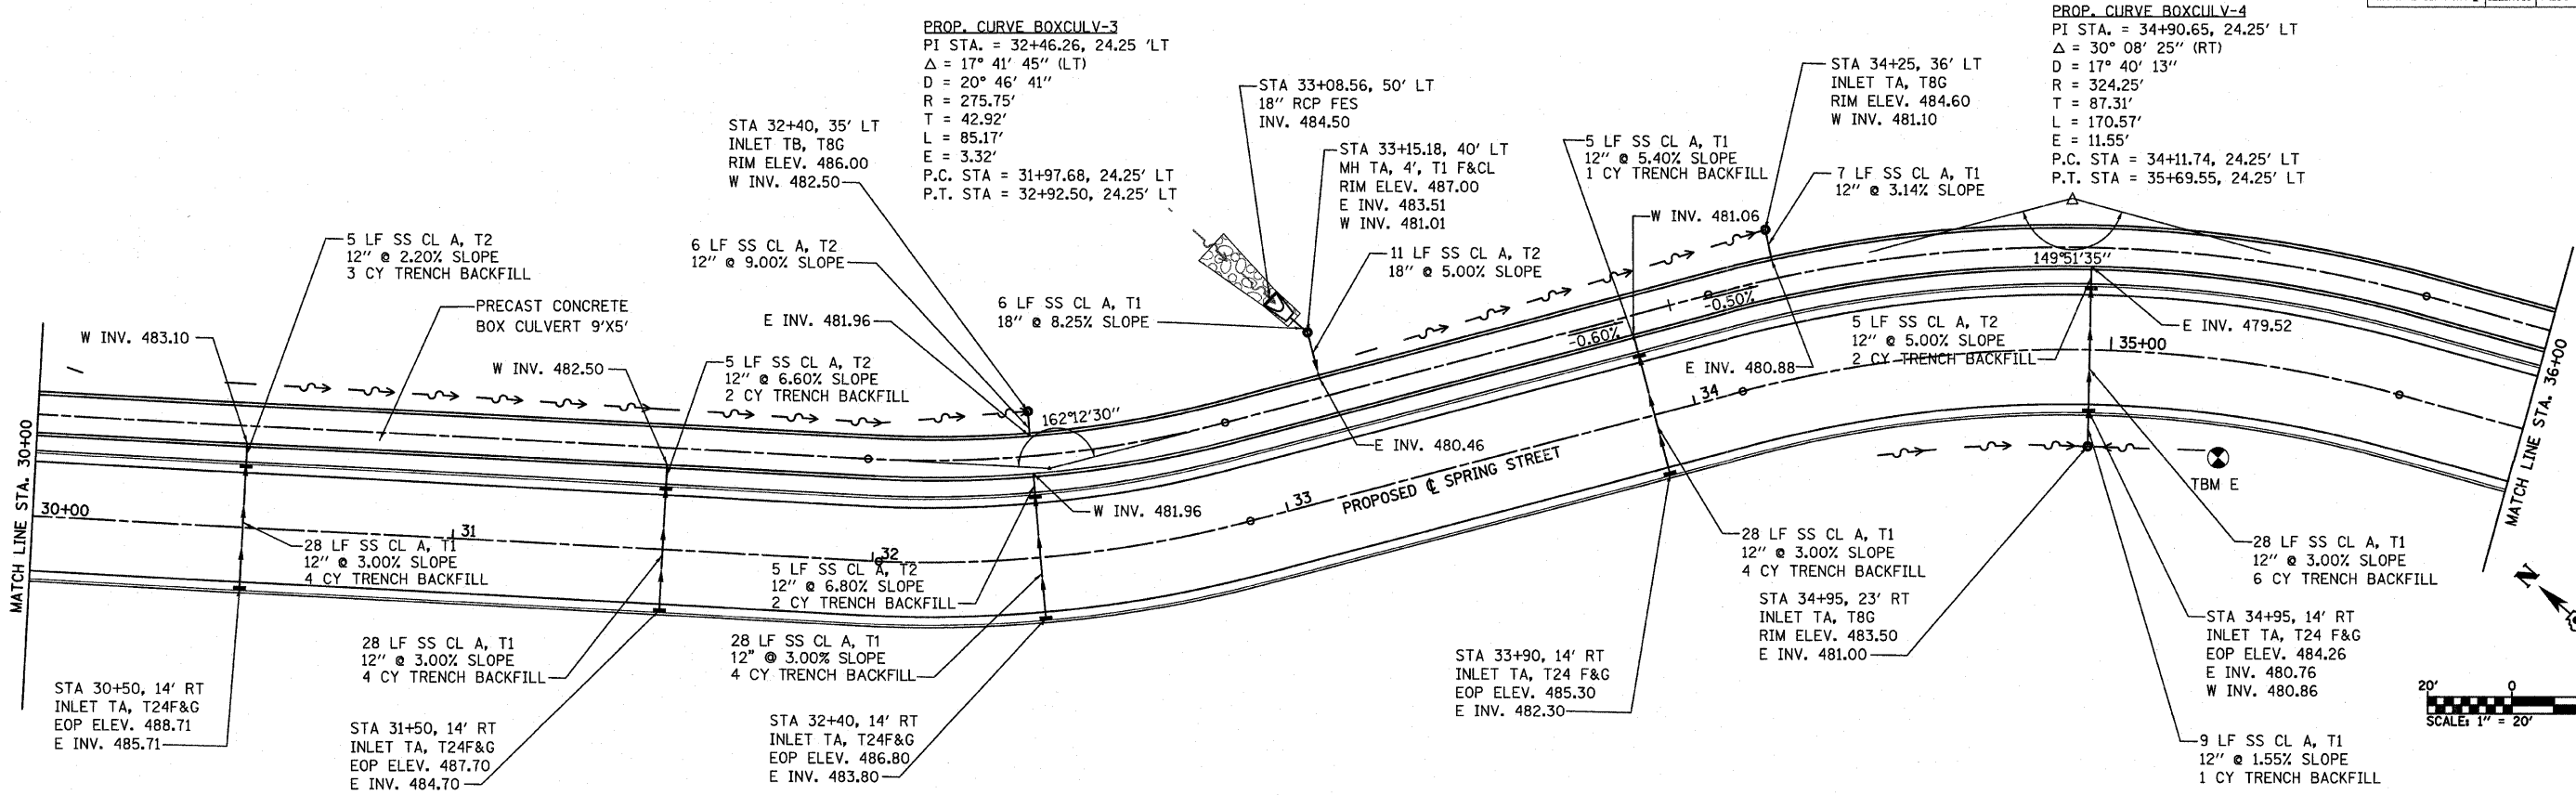 PROP. CURVE BOXCULV-3
PI STA. = 32+46.26, 24.25 'LT
Δ = 17° 41' 45'' (LT)
D = 20° 46' 41''
R = 275.75'
T = 42.92'
L = 85.17'
E = 3.32'
P.C. STA = 31+97.68, 24.25' LT
P.T. STA = 32+92.50, 24.25' LT
PROP. CURVE BOXCULV-4
PI STA. = 34+90.65, 24.25' LT
Δ = 30° 08' 25'' (RT)
D = 17° 40' 13''
R = 324.25'
T = 87.31'
L = 170.57'
E = 11.55'
P.C. STA = 34+11.74, 24.25' LT
P.T. STA = 35+69.55, 24.25' LT
STA 32+40, 35' LT
INLET TB, T8G
RIM ELEV. 486.00
W INV. 482.50
STA 33+08.56, 50' LT
18'' RCP FES
INV. 484.50
STA 33+15.18, 40' LT
MH TA, 4', T1 F&CL
RIM ELEV. 487.00
E INV. 483.51
W INV. 481.01
STA 34+25, 36' LT
INLET TA, T8G
RIM ELEV. 484.60
W INV. 481.10
5 LF SS CL A, T1
12'' @ 5.40% SLOPE
1 CY TRENCH BACKFILL
7 LF SS CL A, T1
12'' @ 3.14% SLOPE
W INV. 481.06
5 LF SS CL A, T2
12'' @ 2.20% SLOPE
3 CY TRENCH BACKFILL
6 LF SS CL A, T2
12'' @ 9.00% SLOPE
11 LF SS CL A, T2
18'' @ 5.00% SLOPE
PRECAST CONCRETE
BOX CULVERT 9'X5'
6 LF SS CL A, T1
18'' @ 8.25% SLOPE
149°51'35''
-0.50%
-0.60%
W INV. 483.10
E INV. 481.96
W INV. 482.50
5 LF SS CL A, T2
12'' @ 6.60% SLOPE
2 CY TRENCH BACKFILL
E INV. 480.88
5 LF SS CL A, T2
12'' @ 5.00% SLOPE
2 CY TRENCH BACKFILL
E INV. 479.52
35+00
162°12'30''
E INV. 480.46
34
MATCH LINE STA. 30+00
MATCH LINE STA. 36+00
30+00
31
32
33
PROPOSED ℄ SPRING STREET
W INV. 481.96
TBM E
28 LF SS CL A, T1
12'' @ 3.00% SLOPE
4 CY TRENCH BACKFILL
5 LF SS CL A, T2
12'' @ 6.80% SLOPE
2 CY TRENCH BACKFILL
28 LF SS CL A, T1
12'' @ 3.00% SLOPE
4 CY TRENCH BACKFILL
28 LF SS CL A, T1
12'' @ 3.00% SLOPE
6 CY TRENCH BACKFILL
N
28 LF SS CL A, T1
12'' @ 3.00% SLOPE
4 CY TRENCH BACKFILL
28 LF SS CL A, T1
12" @ 3.00% SLOPE
4 CY TRENCH BACKFILL
STA 34+95, 23' RT
INLET TA, T8G
RIM ELEV. 483.50
E INV. 481.00
STA 34+95, 14' RT
INLET TA, T24 F&G
EOP ELEV. 484.26
E INV. 480.76
W INV. 480.86
STA 30+50, 14' RT
INLET TA, T24F&G
EOP ELEV. 488.71
E INV. 485.71
STA 31+50, 14' RT
INLET TA, T24F&G
EOP ELEV. 487.70
E INV. 484.70
STA 32+40, 14' RT
INLET TA, T24F&G
EOP ELEV. 486.80
E INV. 483.80
STA 33+90, 14' RT
INLET TA, T24 F&G
EOP ELEV. 485.30
E INV. 482.30
20' 0
SCALE: 1'' = 20'
9 LF SS CL A, T1
12'' @ 1.55% SLOPE
1 CY TRENCH BACKFILL